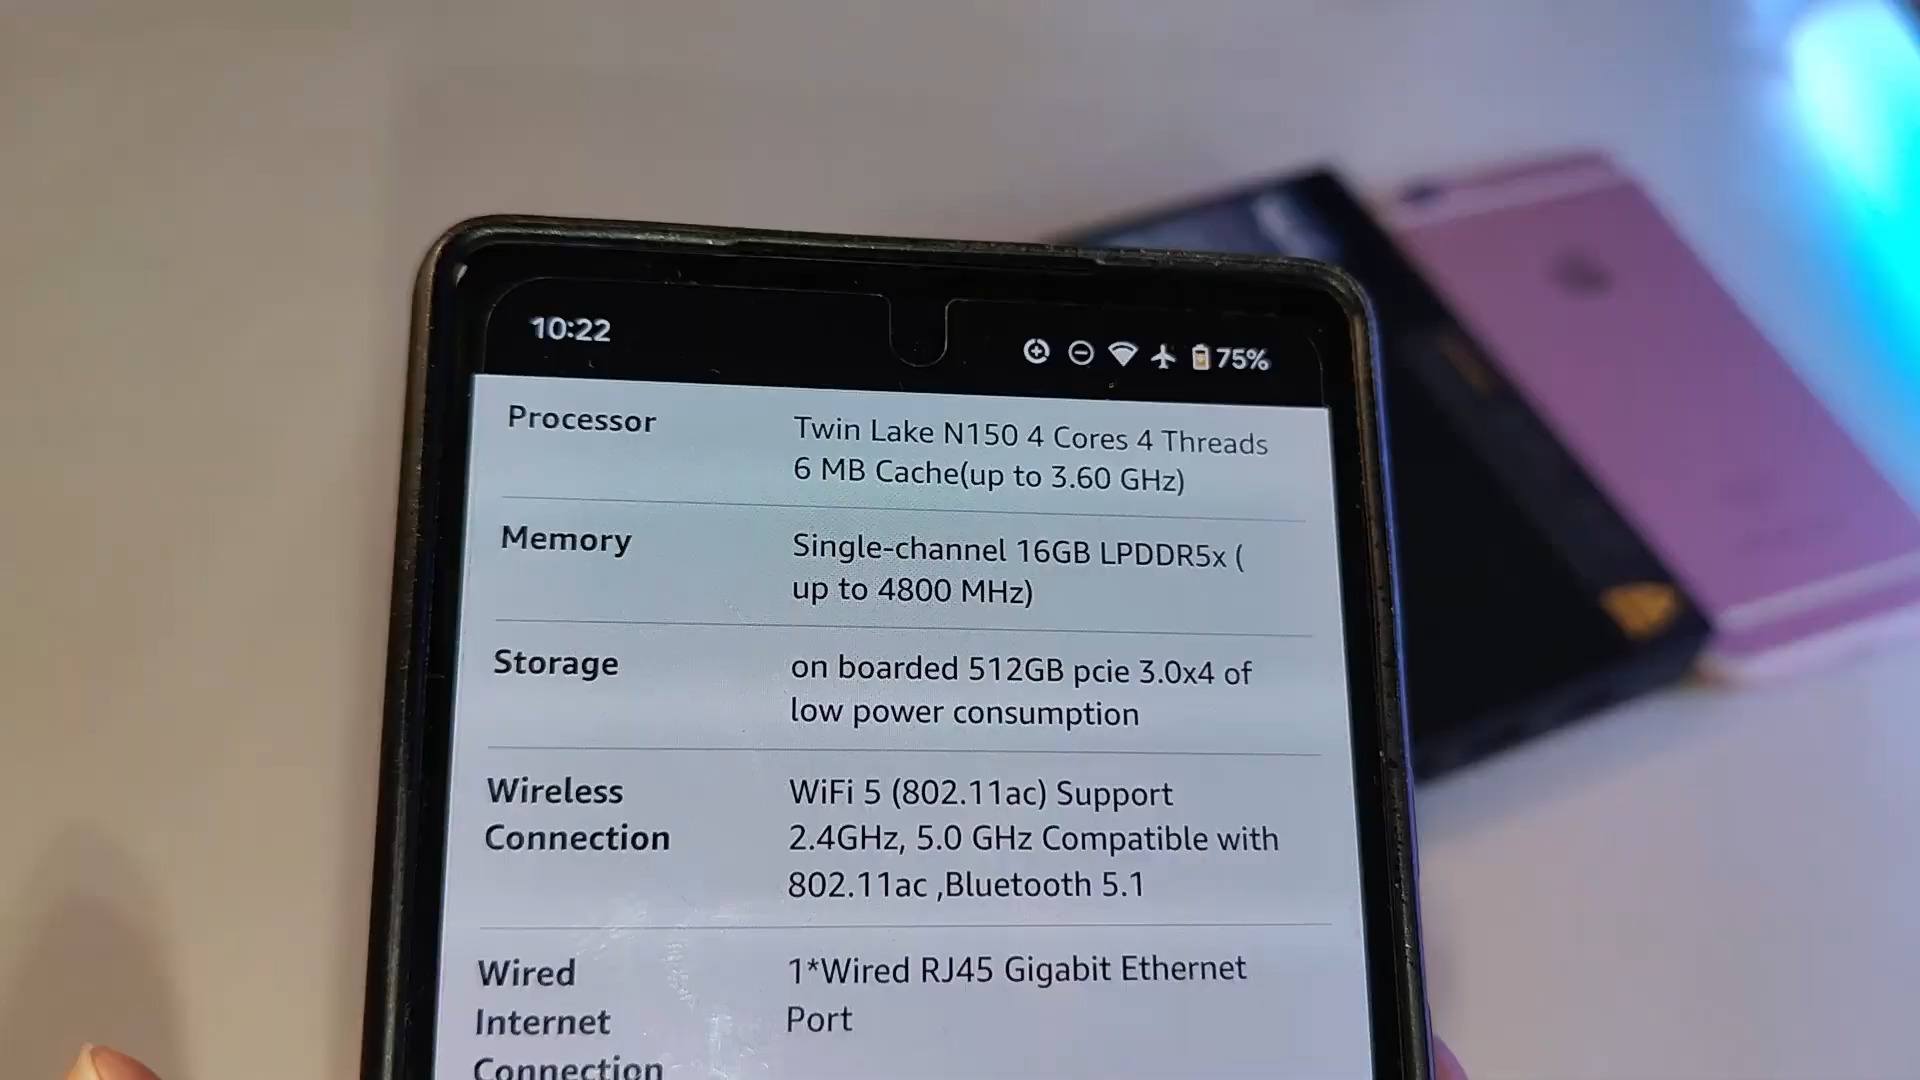 10:22
75%
Processor
Twin Lake N150 4 Cores 4 Threads
6 MB Cache(up to 3.60 GHz)
Memory
Single-channel 16GB LPDDR5x (
up to 4800 MHz)
Storage
on boarded 512GB pcie 3.0x4 of
low power consumption
Wireless
Connection
WiFi 5 (802.11ac) Support
2.4GHz, 5.0 GHz Compatible with
802.11ac ,Bluetooth 5.1
Wired
Internet
Connection
1*Wired RJ45 Gigabit Ethernet
Port